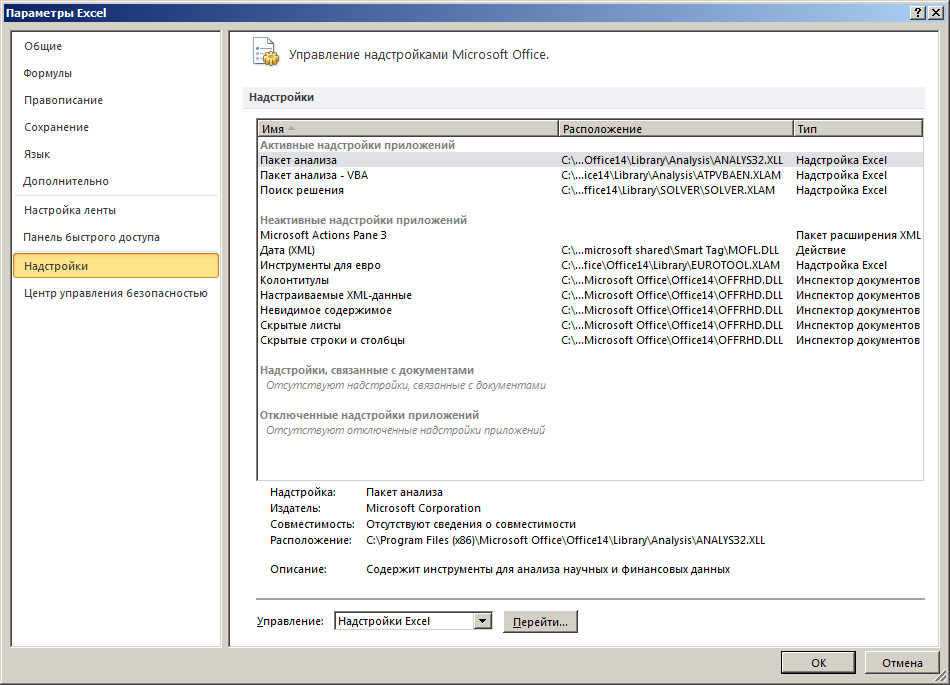 Параметры Excel
Общие
Формулы
Правописание
Сохранение
Язык
Дополнительно
Настройка ленты
Панель быстрого доступа
Надстройки
Центр управления безопасностью
Управление надстройками Microsoft Office.
Надстройки
Имя Расположение Тип
Активные надстройки приложений
Пакет анализа C:\...Office14\Library\Analysis\ANALYS32.XLL Надстройка Excel
Пакет анализа - VBA C:\...ice14\Library\Analysis\ATPVBAEN.XLAM Надстройка Excel
Поиск решения C:\...ffice14\Library\SOLVER\SOLVER.XLAM Надстройка Excel
Неактивные надстройки приложений
Microsoft Actions Pane 3 Пакет расширения XML
Дата (XML) C:\...microsoft shared\Smart Tag\MOFL.DLL Действие
Инструменты для евро C:\...fice\Office14\Library\EUROTOOL.XLAM Надстройка Excel
Колонтитулы C:\...Microsoft Office\Office14\OFFRHD.DLL Инспектор документов
Настраиваемые XML-данные C:\...Microsoft Office\Office14\OFFRHD.DLL Инспектор документов
Невидимое содержимое C:\...Microsoft Office\Office14\OFFRHD.DLL Инспектор документов
Скрытые листы C:\...Microsoft Office\Office14\OFFRHD.DLL Инспектор документов
Скрытые строки и столбцы C:\...Microsoft Office\Office14\OFFRHD.DLL Инспектор документов
Надстройки, связанные с документами
Отсутствуют надстройки, связанные с документами
Отключенные надстройки приложений
Отсутствуют отключенные надстройки приложений
Надстройка: Пакет анализа
Издатель: Microsoft Corporation
Совместимость: Отсутствуют сведения о совместимости
Расположение: C:\Program Files (x86)\Microsoft Office\Office14\Library\Analysis\ANALYS32.XLL
Описание: Содержит инструменты для анализа научных и финансовых данных
Управление: Надстройки Excel Перейти...
ОК Отмена